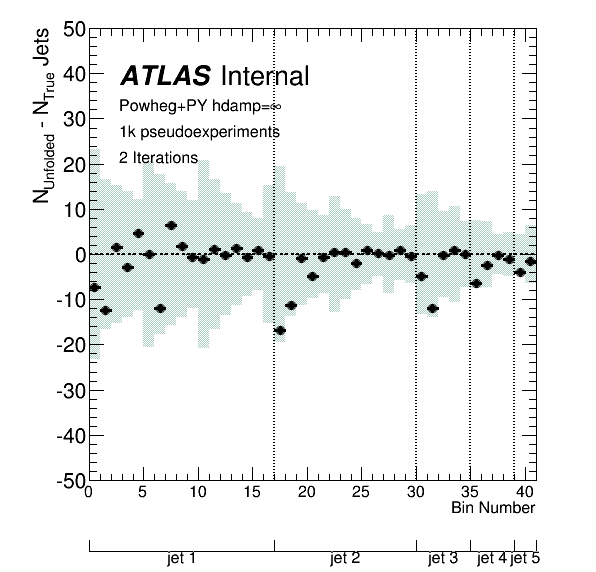 N_Unfolded - N_True Jets
50
40
30
20
10
0
-10
-20
-30
-40
-50
ATLAS Internal
Powheg+PY hdamp=∞
1k pseudoexperiments
2 Iterations
0 5 10 15 20 25 30 35 40
Bin Number
jet 1 jet 2 jet 3 jet 4 jet 5